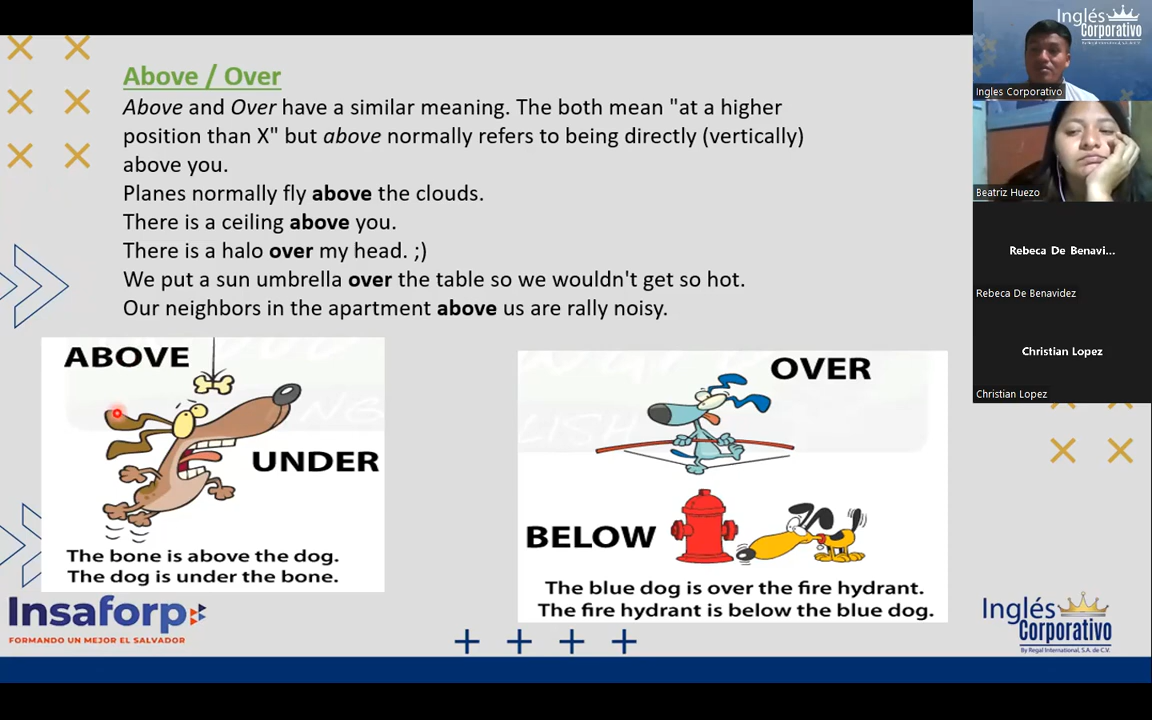 Above / Over
Above and Over have a similar meaning. The both mean "at a higher
position than X" but above normally refers to being directly (vertically)
above you.
Planes normally fly above the clouds.
There is a ceiling above you.
There is a halo over my head. ;)
We put a sun umbrella over the table so we wouldn't get so hot.
Our neighbors in the apartment above us are rally noisy.
ABOVE
UNDER
The bone is above the dog.
The dog is under the bone.
OVER
BELOW
The blue dog is over the fire hydrant.
The fire hydrant is below the blue dog.
Insaforp
FORMANDO UN MEJOR EL SALVADOR
Inglés
Corporativo
By Regal International, S.A. de C.V.
Inglés
Corporativo
By Regal International, S.A. de C.V.
Ingles Corporativo
Beatriz Huezo
Rebeca De Benavi...
Rebeca De Benavidez
Christian Lopez
Christian Lopez